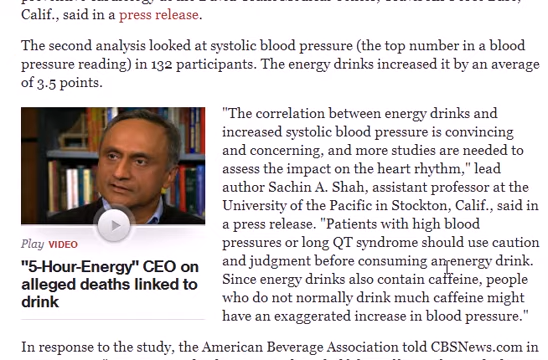 Calif., said in a press release.
The second analysis looked at systolic blood pressure (the top number in a blood
pressure reading) in 132 participants. The energy drinks increased it by an average
of 3.5 points.
Play VIDEO
"5-Hour-Energy" CEO on
alleged deaths linked to
drink
"The correlation between energy drinks and
increased systolic blood pressure is convincing
and concerning, and more studies are needed to
assess the impact on the heart rhythm," lead
author Sachin A. Shah, assistant professor at the
University of the Pacific in Stockton, Calif., said in
a press release. "Patients with high blood
pressures or long QT syndrome should use caution
and judgment before consuming an energy drink.
Since energy drinks also contain caffeine, people
who do not normally drink much caffeine might
have an exaggerated increase in blood pressure."
In response to the study, the American Beverage Association told CBSNews.com in